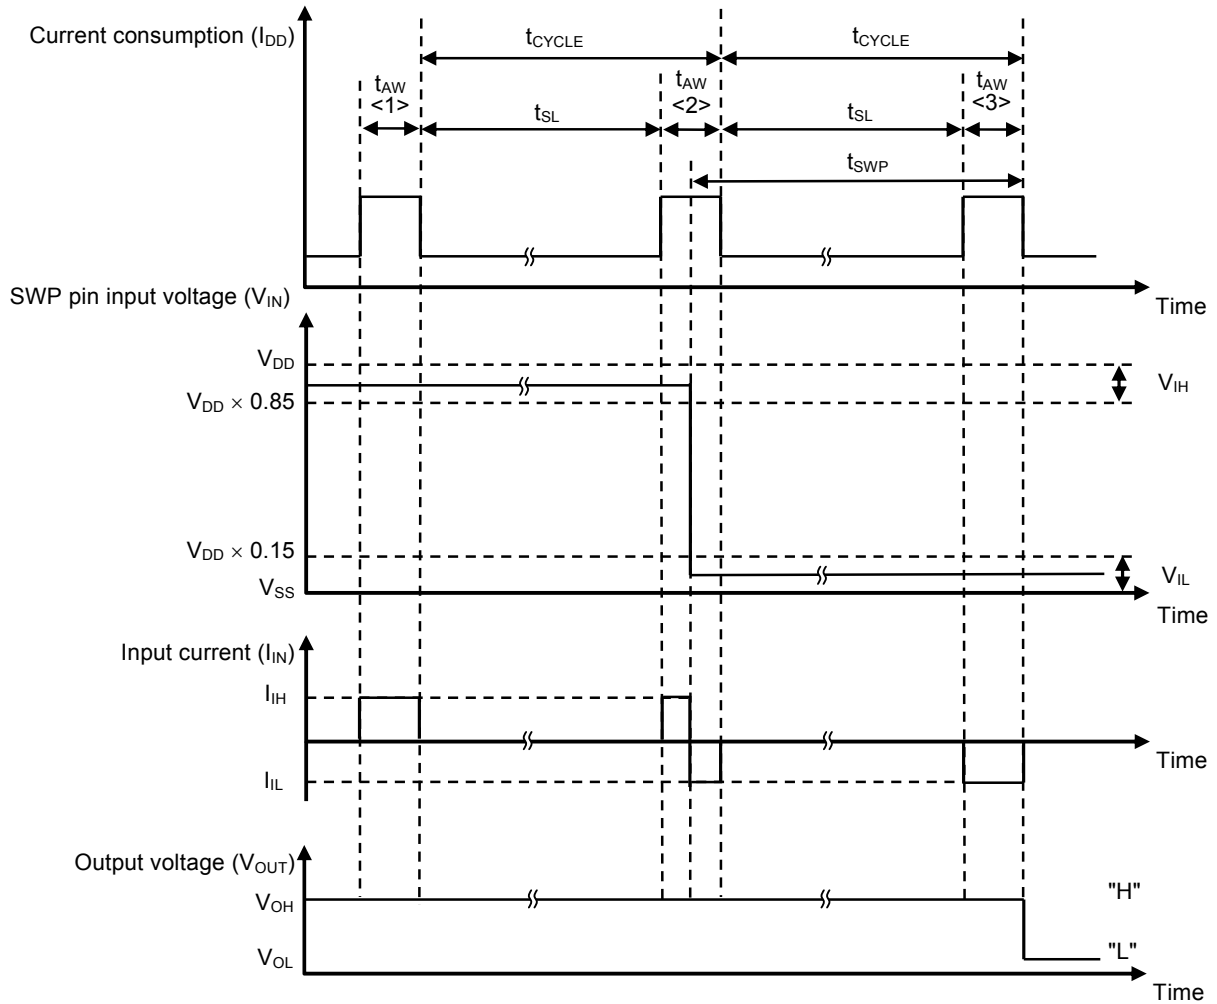 Current consumption (IDD)
tCYCLE
tCYCLE
tAW
<1>
tSL
tAW
<2>
tSL
tAW
<3>
tSWP
Time
SWP pin input voltage (VIN)
VDD
VIH
VDD × 0.85
VDD × 0.15
VSS
VIL
Time
Input current (IIN)
IIH
Time
IIL
Output voltage (VOUT)
VOH
"H"
VOL
"L"
Time